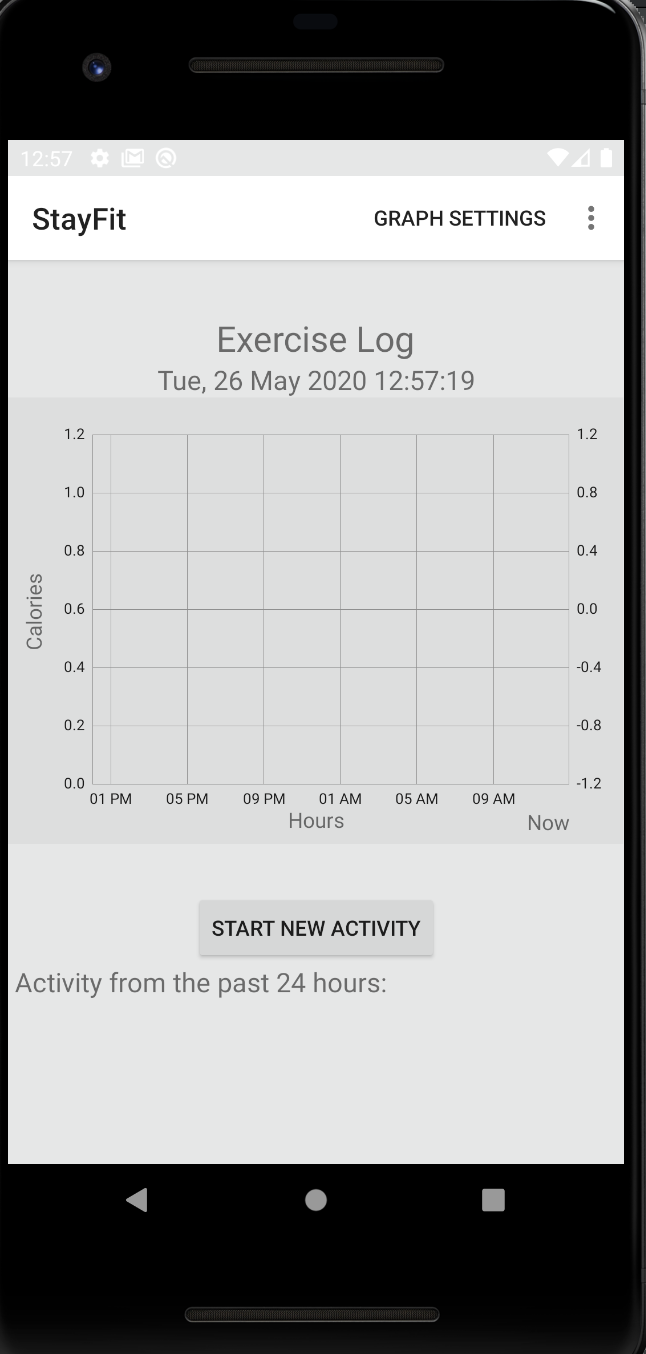 12:57
StayFit GRAPH SETTINGS
Exercise Log
Tue, 26 May 2020 12:57:19
1.2 1.2
1.0 0.8
0.8 0.4
Calories
0.6 0.0
0.4 -0.4
0.2 -0.8
0.0 -1.2
01 PM 05 PM 09 PM 01 AM 05 AM 09 AM
Hours Now
START NEW ACTIVITY
Activity from the past 24 hours: